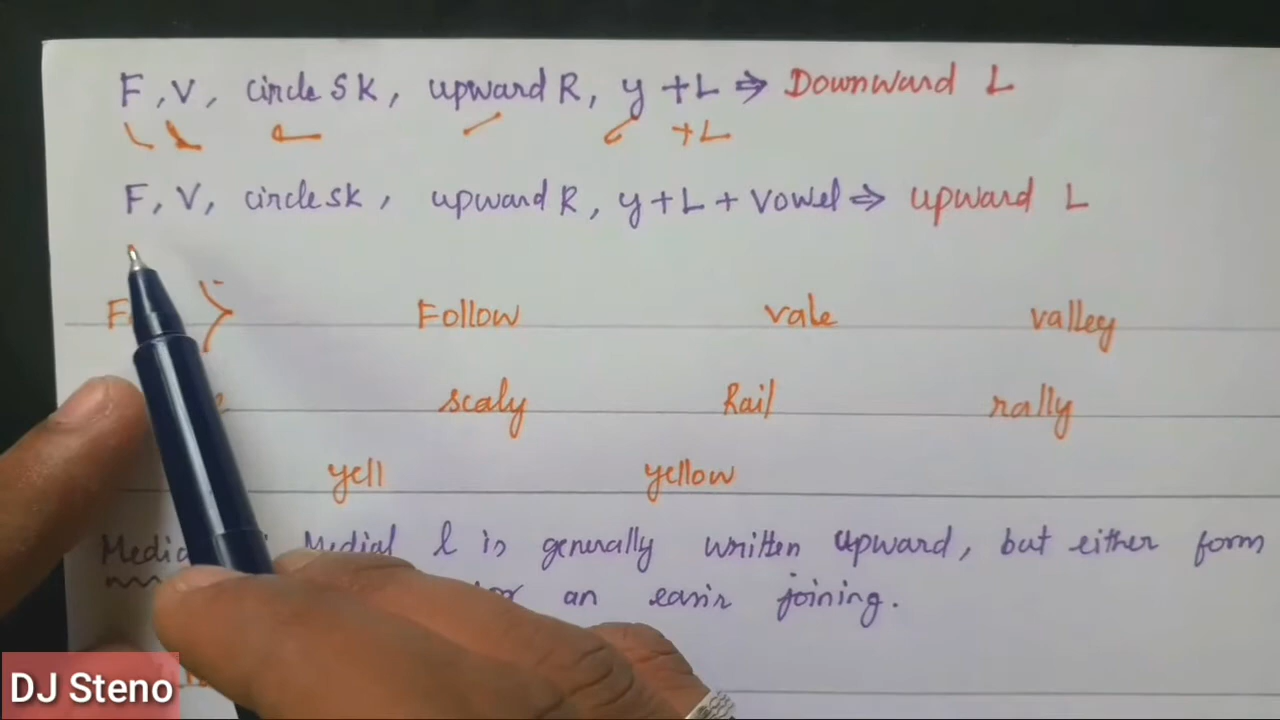 F, V, circle SK, upward R, y + L ⇒ Downward L
+ L
F, V, circle SK, upward R, y + L + vowel ⇒ upward L
Follow vale valley
scaly Rail rally
yell yellow
Medial l is generally written upward, but either form
an easir joining.
DJ Steno